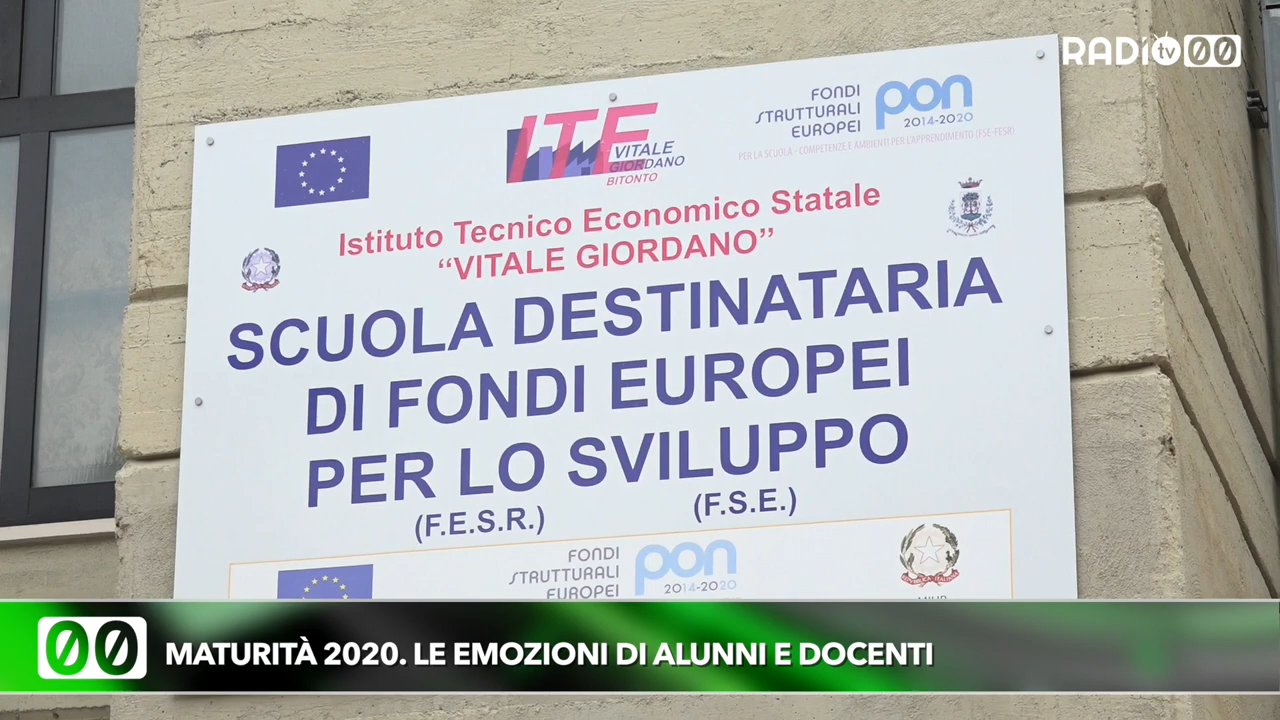 RADIO tv 00
FONDI
STRUTTURALI
EUROPEI
pon
2014-2020
PER LA SCUOLA - COMPETENZE E AMBIENTI PER L'APPRENDIMENTO (FSE-FESR)
ITE
VITALE
GIORDANO
BITONTO
Istituto Tecnico Economico Statale
“VITALE GIORDANO”
SCUOLA DESTINATARIA
DI FONDI EUROPEI
PER LO SVILUPPO
(F.E.S.R.) (F.S.E.)
FONDI
STRUTTURALI
EUROPEI
pon
2014-2020
REPUBBLICA ITALIANA
00 MATURITÀ 2020. LE EMOZIONI DI ALUNNI E DOCENTI